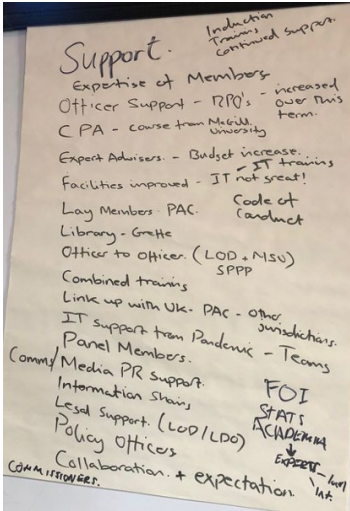 Support.
Induction
Training
Continued Support.
Expertise of Members
Officer Support - RPO's - increased
over this
term.
CPA - course from McGill
University
Expert Advisers. - Budget increase.
- IT training
Facilities improved - IT not great!
Lay Members - PAC.
Code of
Conduct
Library - Grette
Officer to Officer. (LOD + MSU)
SPPP
Combined training
Link up with UK - PAC - Other
jurisdictions.
IT Support from Pandemic - Teams
Panel Members.
Comms/Media PR Support.
Information Sharing
Legal Support. (LOD/LDO)
Policy Officers
Collaboration. + expectation.
COMMISSIONERS.
FOI
STATS
ACADEMIA
↓
EXPERTS
Int.